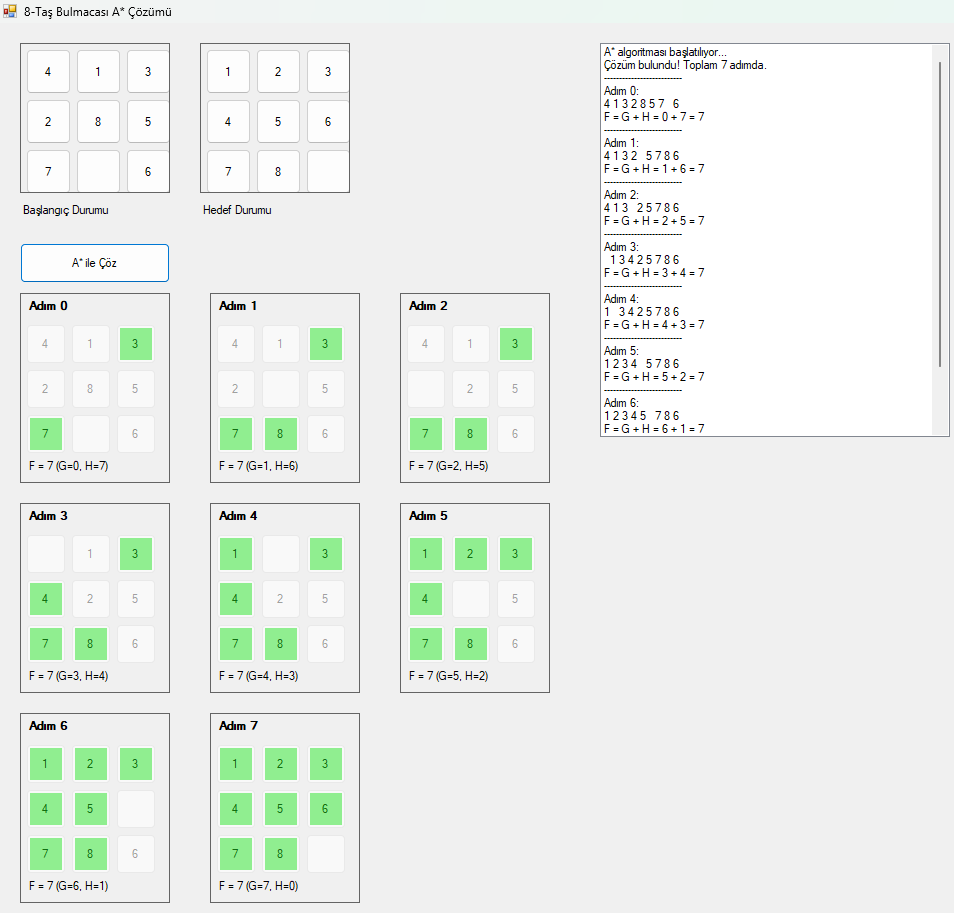 8-Taş Bulmacası A* Çözümü
4 1 3
2 8 5
7 6
Başlangıç Durumu
1 2 3
4 5 6
7 8
Hedef Durumu
A* ile Çöz
Adım 0
4 1 3
2 8 5
7 6
F = 7 (G=0, H=7)
Adım 1
4 1 3
2 5
7 8 6
F = 7 (G=1, H=6)
Adım 2
4 1 3
2 5
7 8 6
F = 7 (G=2, H=5)
Adım 3
1 3
4 2 5
7 8 6
F = 7 (G=3, H=4)
Adım 4
1 3
4 2 5
7 8 6
F = 7 (G=4, H=3)
Adım 5
1 2 3
4 5
7 8 6
F = 7 (G=5, H=2)
Adım 6
1 2 3
4 5
7 8 6
F = 7 (G=6, H=1)
Adım 7
1 2 3
4 5 6
7 8
F = 7 (G=7, H=0)
A* algoritması başlatılıyor...
Çözüm bulundu! Toplam 7 adımda.
--------------------------
Adım 0:
4 1 3 2 8 5 7   6
F = G + H = 0 + 7 = 7
--------------------------
Adım 1:
4 1 3 2   5 7 8 6
F = G + H = 1 + 6 = 7
--------------------------
Adım 2:
4 1 3   2 5 7 8 6
F = G + H = 2 + 5 = 7
--------------------------
Adım 3:
  1 3 4 2 5 7 8 6
F = G + H = 3 + 4 = 7
--------------------------
Adım 4:
1   3 4 2 5 7 8 6
F = G + H = 4 + 3 = 7
--------------------------
Adım 5:
1 2 3 4   5 7 8 6
F = G + H = 5 + 2 = 7
--------------------------
Adım 6:
1 2 3 4 5   7 8 6
F = G + H = 6 + 1 = 7